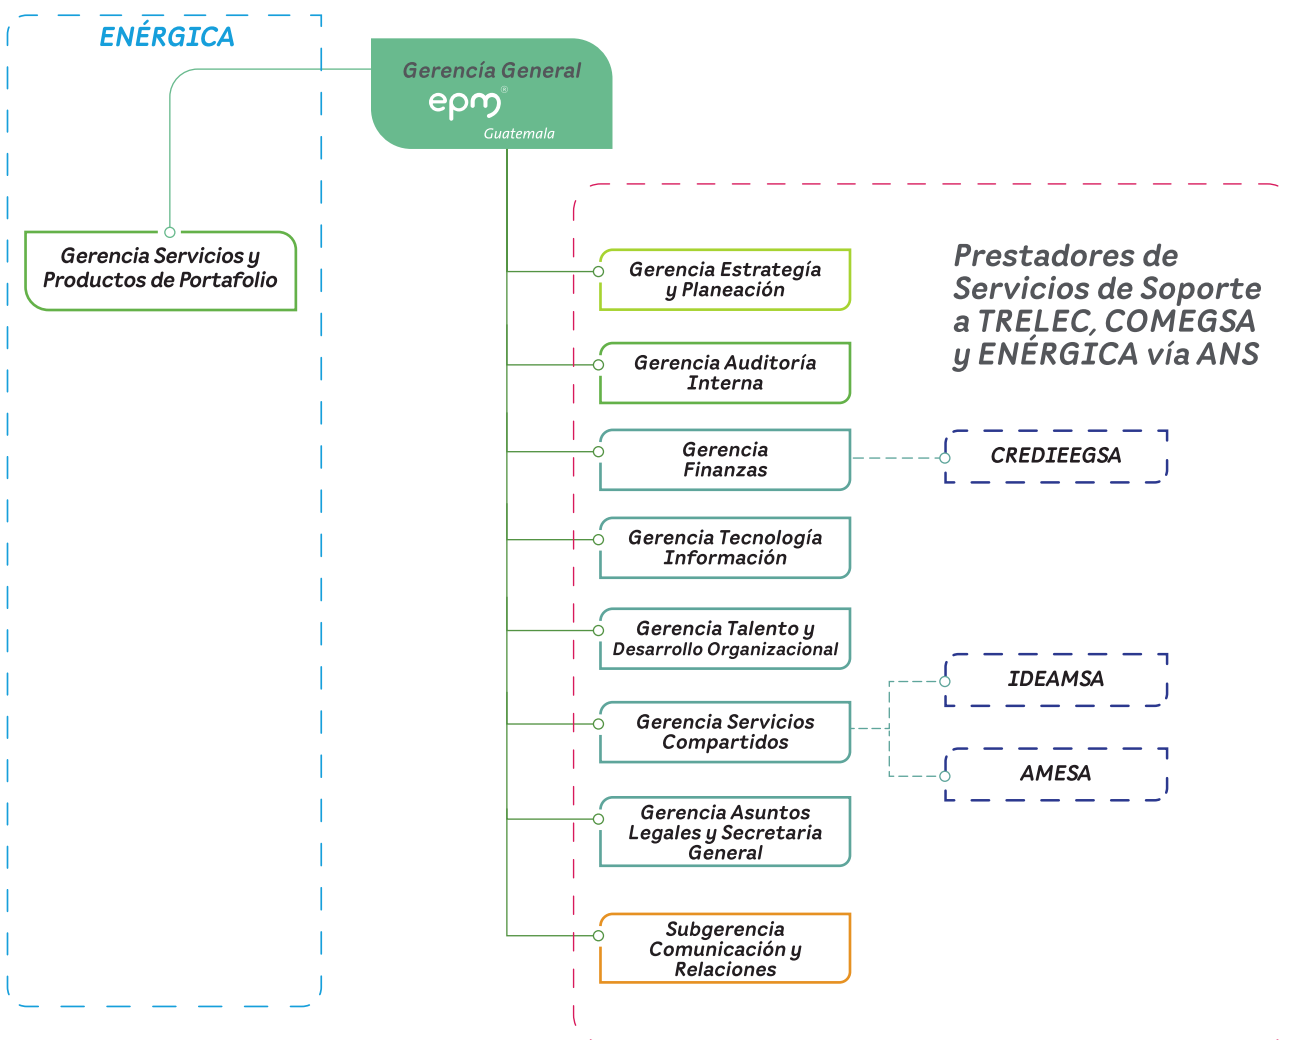 ENÉRGICA
Gerencía General
epm®
Guatemala
Gerencia Servicios y
Productos de Portafolio
Prestadores de
Servicios de Soporte
a TRELEC, COMEGSA
y ENÉRGICA vía ANS
Gerencia Estrategía
y Planeación
Gerencia Auditoría
Interna
Gerencia
Finanzas
CREDIEEGSA
Gerencia Tecnología
Información
Gerencia Talento y
Desarrollo Organizacional
Gerencia Servicios
Compartidos
IDEAMSA
AMESA
Gerencia Asuntos
Legales y Secretaria
General
Subgerencia
Comunicación y
Relaciones